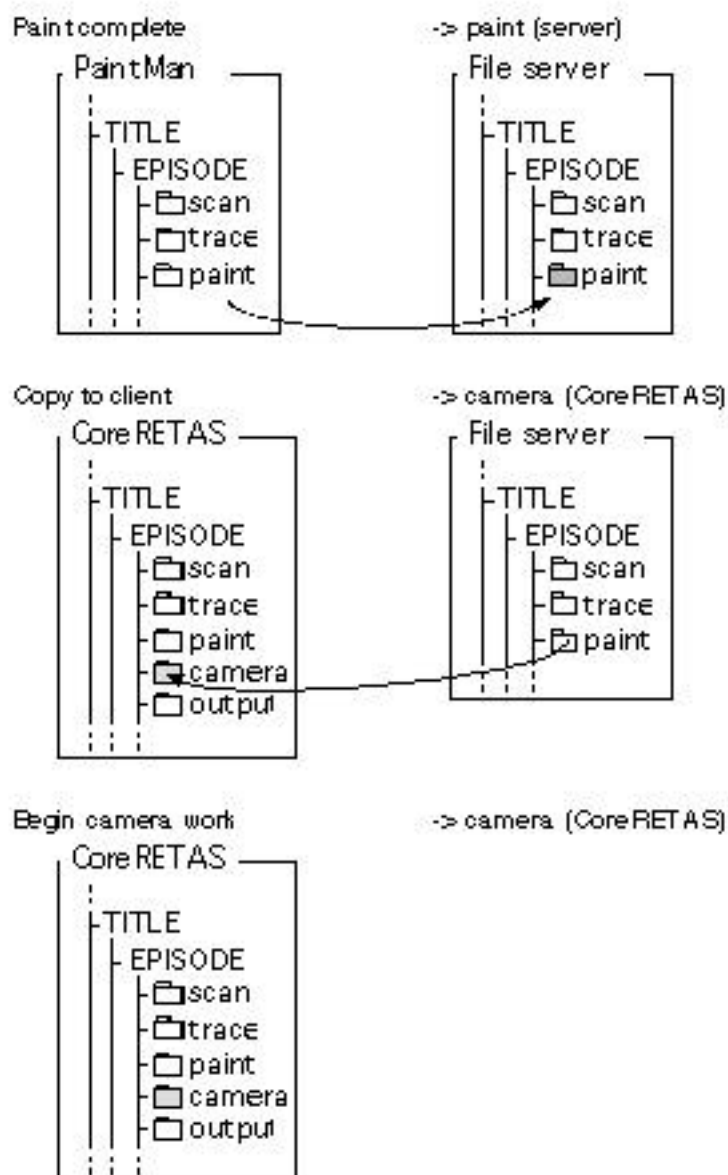 Paint complete -> paint (server)
PaintMan File server
TITLE TITLE
EPISODE EPISODE
scan scan
trace trace
paint paint
Copy to client -> camera (CoreRETAS)
CoreRETAS File server
TITLE TITLE
EPISODE EPISODE
scan scan
trace trace
paint paint
camera
output
Begin camera work -> camera (CoreRETAS)
CoreRETAS
TITLE
EPISODE
scan
trace
paint
camera
output